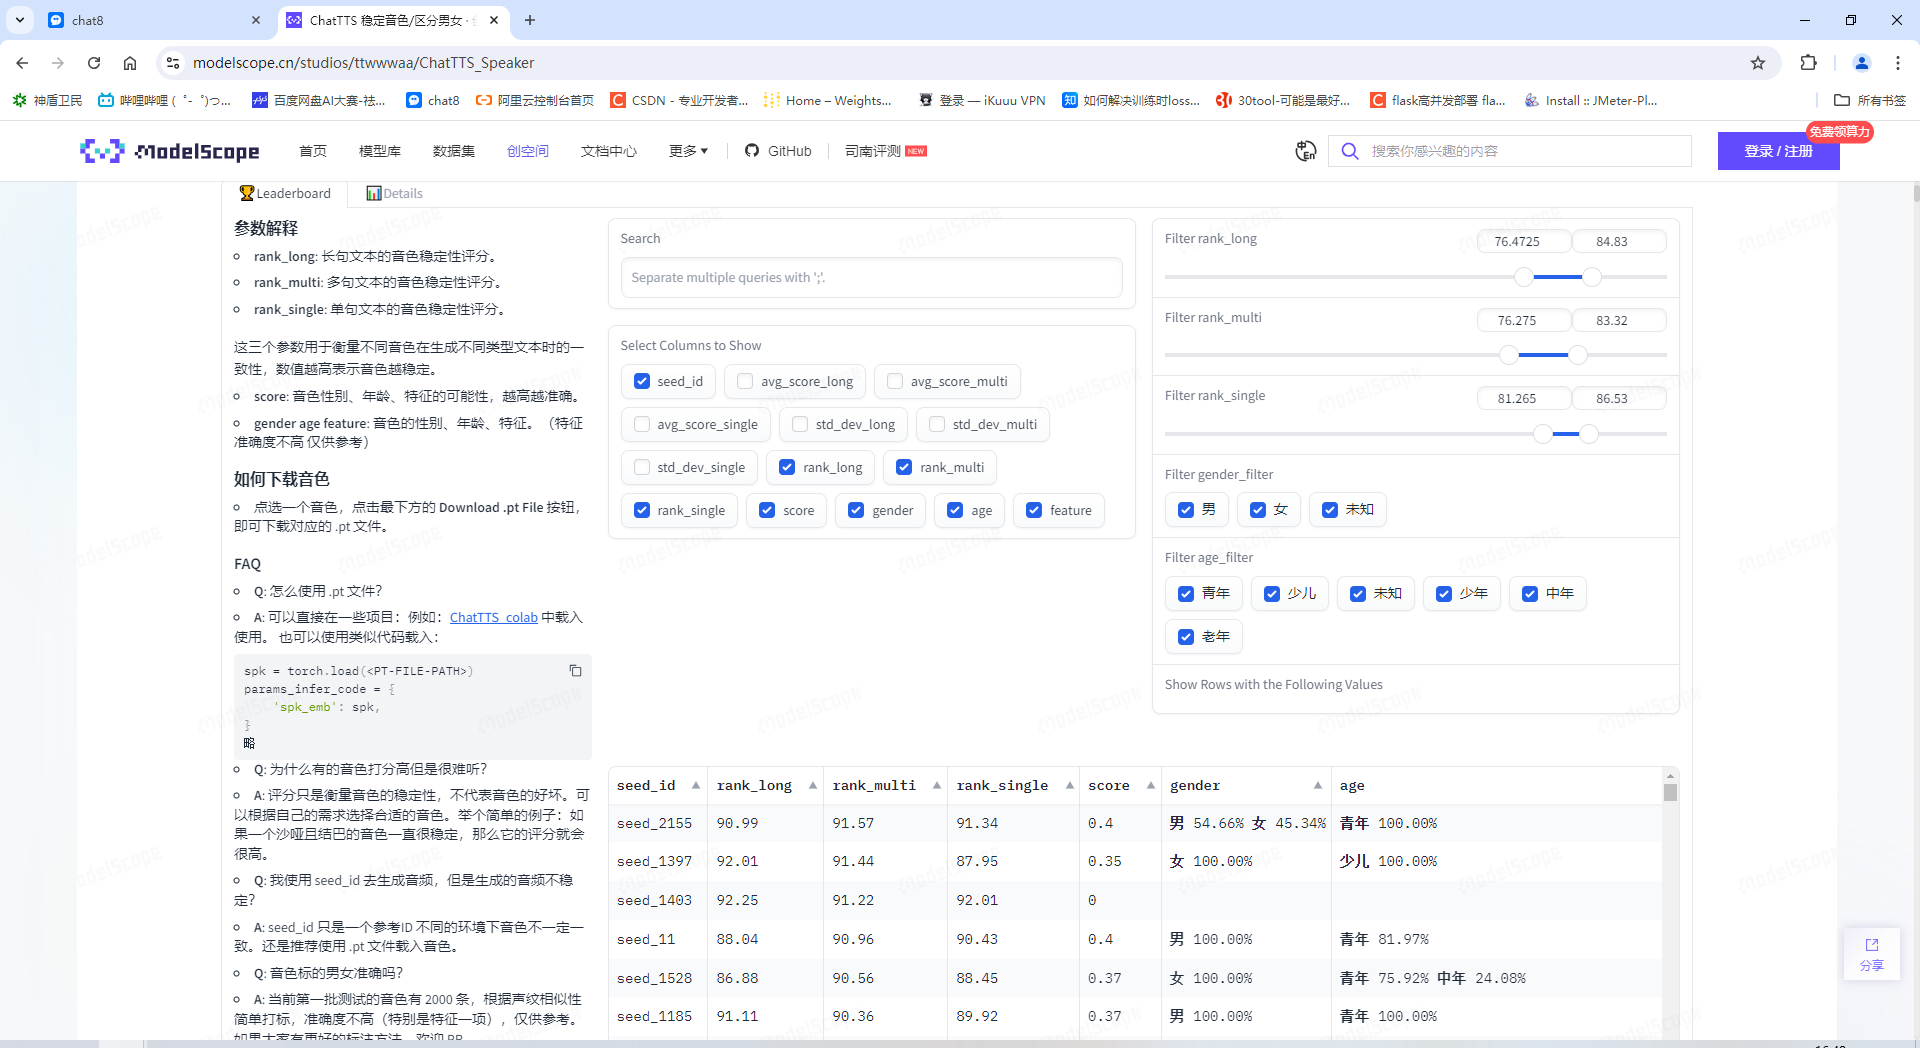 chat8
ChatTTS 稳定音色/区分男女 ·
modelscope.cn/studios/ttwwwaa/ChatTTS_Speaker
神盾卫民
哔哩哔哩 ( ゜- ゜)つ...
百度网盘AI大赛-祛...
chat8
阿里云控制台首页
CSDN - 专业开发者...
Home – Weights...
登录 — iKuuu VPN
如何解决训练时loss...
30tool-可能是最好...
flask高并发部署 fla...
Install :: JMeter-Pl...
所有书签
免费领算力
ModelScope
首页
模型库
数据集
创空间
文档中心
更多
GitHub
司南评测 NEW
搜索你感兴趣的内容
登录 / 注册
Leaderboard
Details
参数解释
rank_long: 长句文本的音色稳定性评分。
rank_multi: 多句文本的音色稳定性评分。
rank_single: 单句文本的音色稳定性评分。
这三个参数用于衡量不同音色在生成不同类型文本时的一
致性，数值越高表示音色越稳定。
score: 音色性别、年龄、特征的可能性，越高越准确。
gender age feature: 音色的性别、年龄、特征。（特征
准确度不高 仅供参考）
如何下载音色
点选一个音色，点击最下方的 Download .pt File 按钮，
即可下载对应的 .pt 文件。
FAQ
Q: 怎么使用 .pt 文件?
A: 可以直接在一些项目：例如：ChatTTS_colab 中载入
使用。 也可以使用类似代码载入：
spk = torch.load(<PT-FILE-PATH>)
params_infer_code = {
'spk_emb': spk,
}
略
Q: 为什么有的音色打分高但是很难听?
A: 评分只是衡量音色的稳定性，不代表音色的好坏。可
以根据自己的需求选择合适的音色。举个简单的例子：如
果一个沙哑且结巴的音色一直很稳定，那么它的评分就会
很高。
Q: 我使用 seed_id 去生成音频，但是生成的音频不稳
定?
A: seed_id 只是一个参考ID 不同的环境下音色不一定一
致。还是推荐使用 .pt 文件载入音色。
Q: 音色标的男女准确吗?
A: 当前第一批测试的音色有 2000 条，根据声纹相似性
简单打标，准确度不高（特别是特征一项），仅供参考。
如果大家有更好的标注方法，欢迎 PR
Search
Separate multiple queries with ';'.
Select Columns to Show
seed_id avg_score_long avg_score_multi
avg_score_single std_dev_long std_dev_multi
std_dev_single rank_long rank_multi
rank_single score gender age feature
Filter rank_long 76.4725 84.83
Filter rank_multi 76.275 83.32
Filter rank_single 81.265 86.53
Filter gender_filter
男 女 未知
Filter age_filter
青年 少儿 未知 少年 中年
老年
Show Rows with the Following Values
seed_id rank_long rank_multi rank_single score gender age
seed_2155 90.99 91.57 91.34 0.4 男 54.66% 女 45.34% 青年 100.00%
seed_1397 92.01 91.44 87.95 0.35 女 100.00% 少儿 100.00%
seed_1403 92.25 91.22 92.01 0
seed_11 88.04 90.96 90.43 0.4 男 100.00% 青年 81.97%
seed_1528 86.88 90.56 88.45 0.37 女 100.00% 青年 75.92% 中年 24.08%
seed_1185 91.11 90.36 89.92 0.37 男 100.00% 青年 100.00%
分享